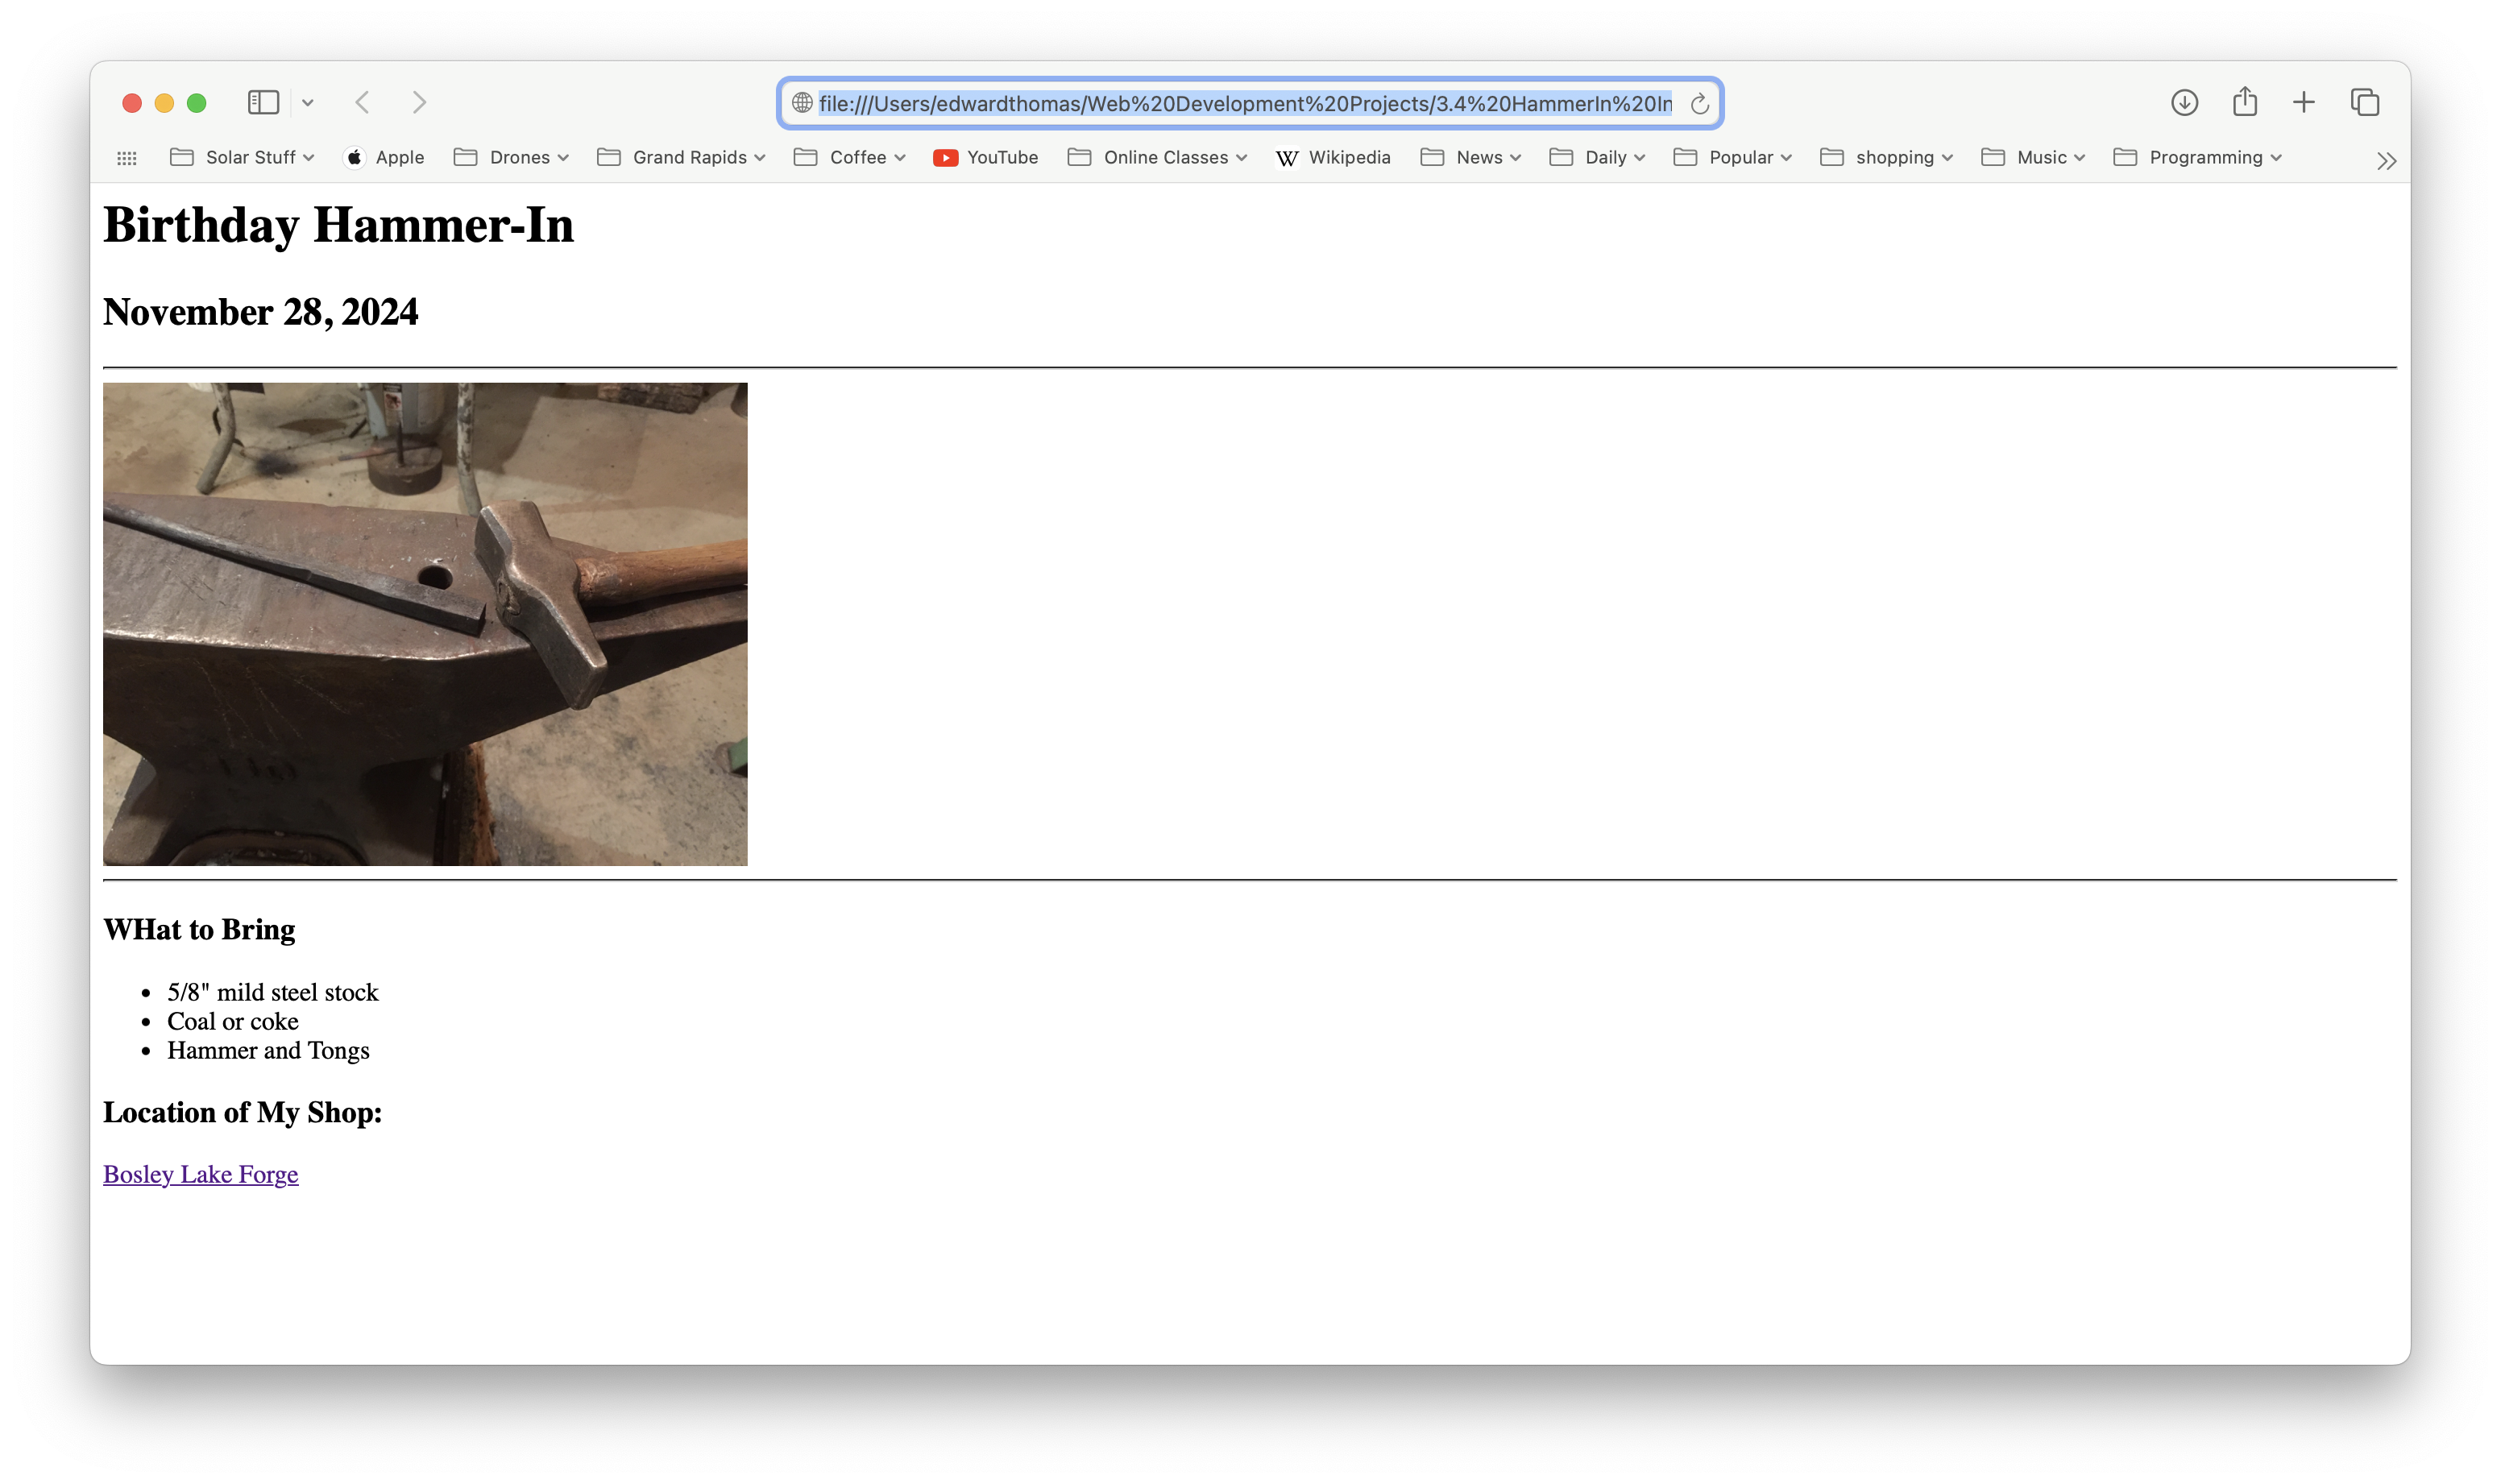 file:///Users/edwardthomas/Web%20Development%20Projects/3.4%20HammerIn%20In
Solar Stuff Apple Drones Grand Rapids Coffee YouTube Online Classes W Wikipedia News Daily Popular shopping Music Programming
Birthday Hammer-In
November 28, 2024
WHat to Bring
5/8" mild steel stock
Coal or coke
Hammer and Tongs
Location of My Shop:
Bosley Lake Forge